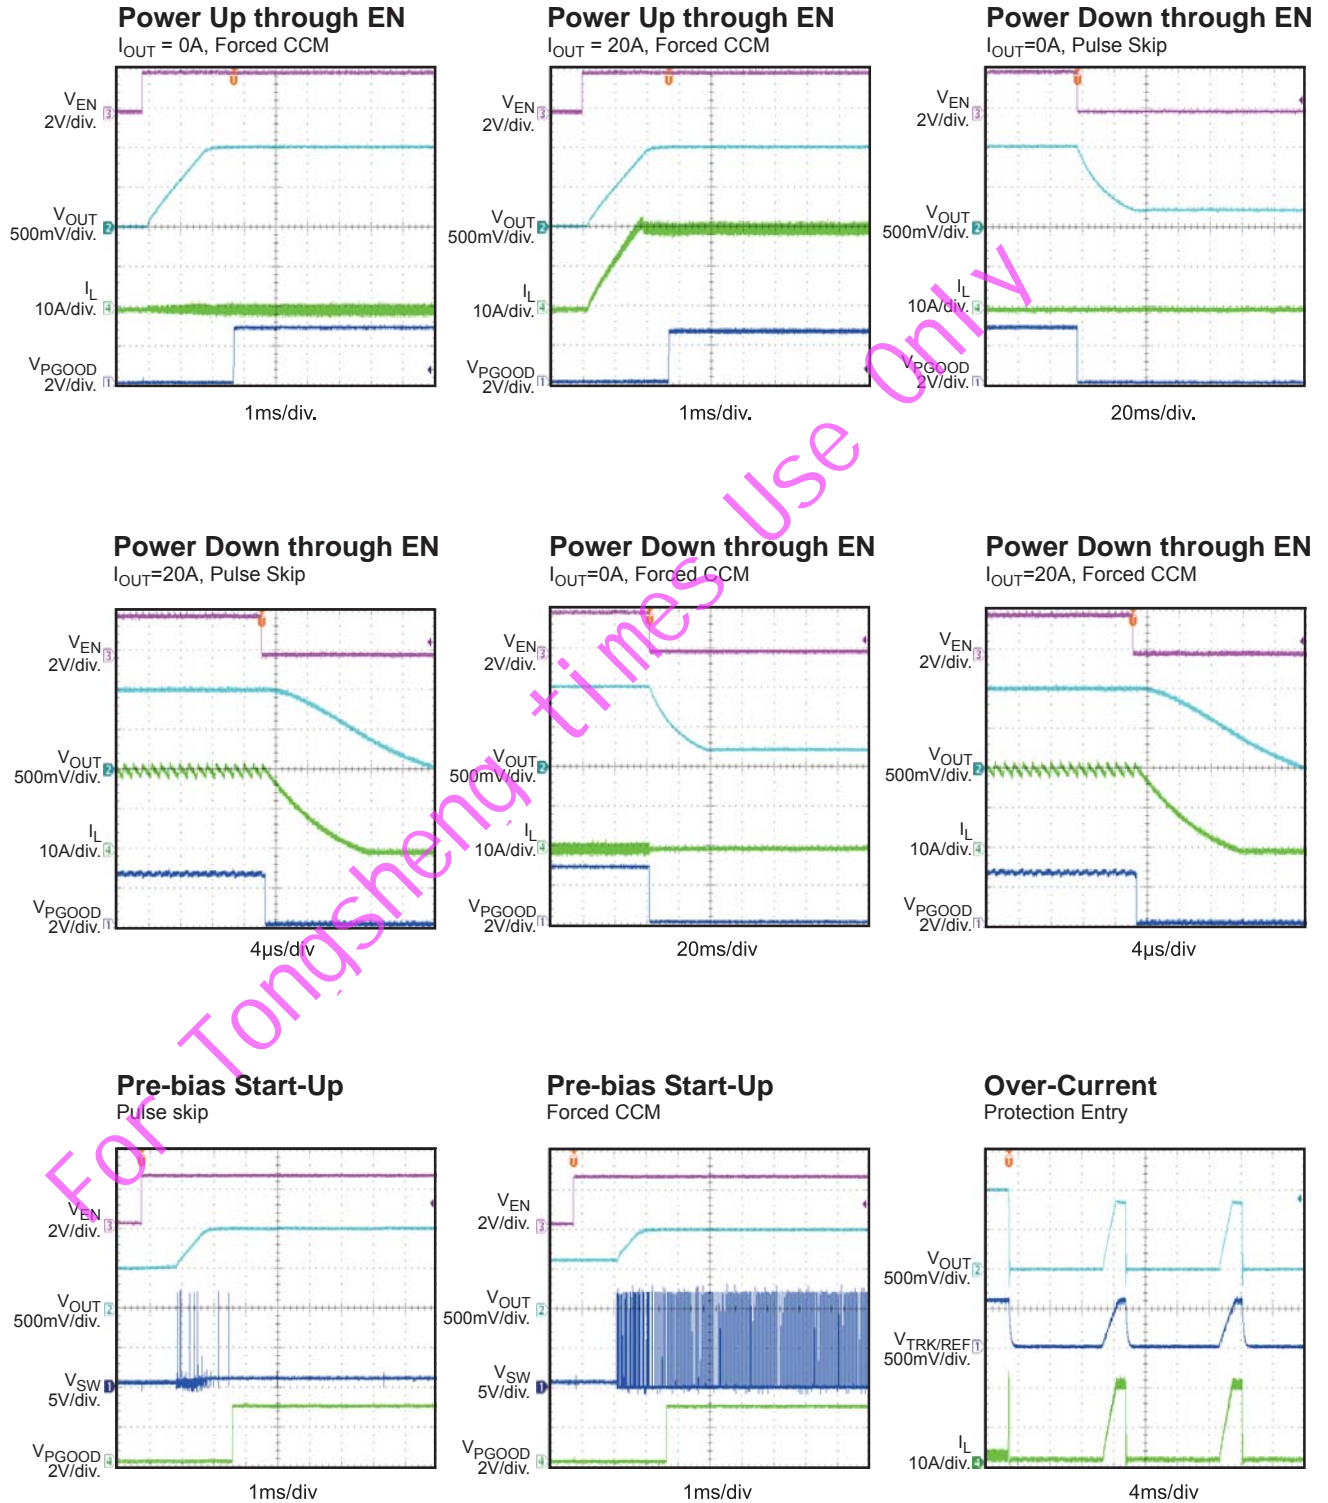 Power Up through EN
IOUT = 0A, Forced CCM
VEN
2V/div.
VOUT
500mV/div.
IL
10A/div.
VPGOOD
2V/div.
1ms/div.
Power Up through EN
IOUT = 20A, Forced CCM
VEN
2V/div.
VOUT
500mV/div.
IL
10A/div.
VPGOOD
2V/div.
1ms/div.
Power Down through EN
IOUT=0A, Pulse Skip
VEN
2V/div.
VOUT
500mV/div.
IL
10A/div.
VPGOOD
2V/div.
20ms/div.
Power Down through EN
IOUT=20A, Pulse Skip
VEN
2V/div.
VOUT
500mV/div.
IL
10A/div.
VPGOOD
2V/div.
4µs/div
Power Down through EN
IOUT=0A, Forced CCM
VEN
2V/div.
VOUT
500mV/div.
IL
10A/div.
VPGOOD
2V/div.
20ms/div
Power Down through EN
IOUT=20A, Forced CCM
VEN
2V/div.
VOUT
500mV/div.
IL
10A/div.
VPGOOD
2V/div.
4µs/div
Pre-bias Start-Up
Pulse skip
VEN
2V/div.
VOUT
500mV/div.
VSW
5V/div.
VPGOOD
2V/div.
1ms/div
Pre-bias Start-Up
Forced CCM
VEN
2V/div.
VOUT
500mV/div.
VSW
5V/div.
VPGOOD
2V/div.
1ms/div
Over-Current
Protection Entry
VOUT
500mV/div.
VTRK/REF
500mV/div.
IL
10A/div.
4ms/div
For Tongsheng times Use Only